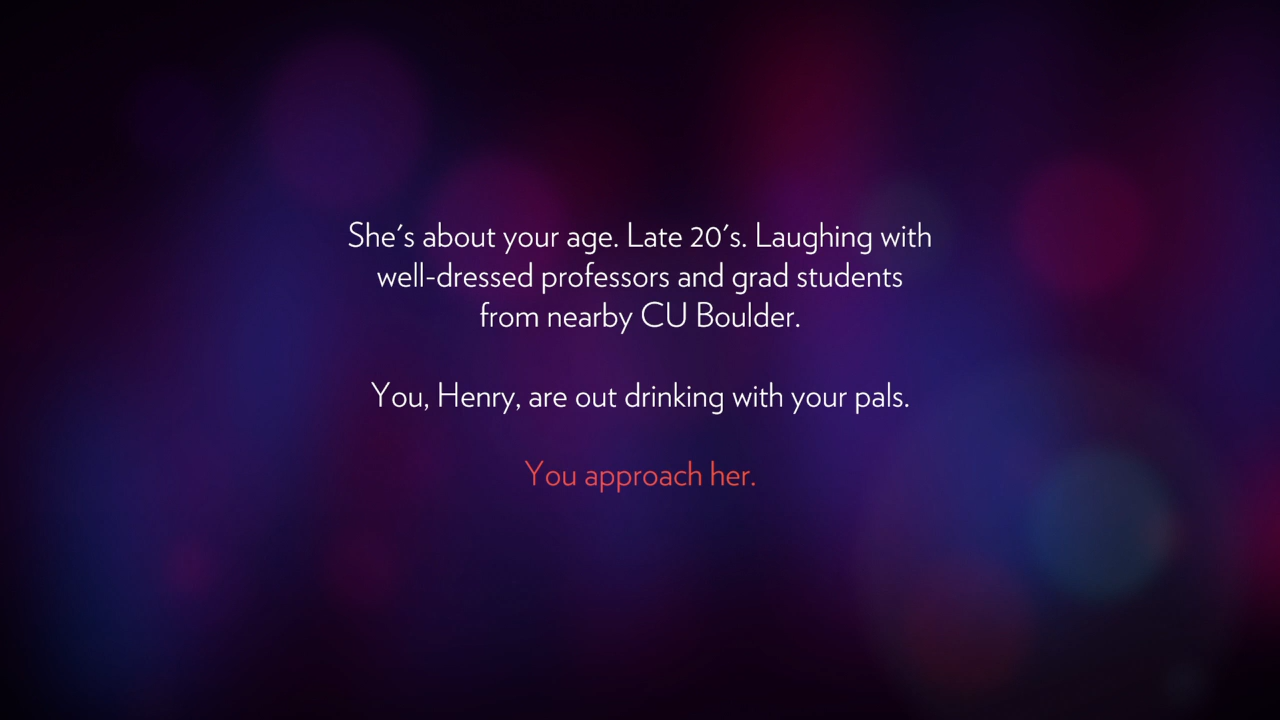 She's about your age. Late 20's. Laughing with
well-dressed professors and grad students
from nearby CU Boulder.
You, Henry, are out drinking with your pals.
You approach her.